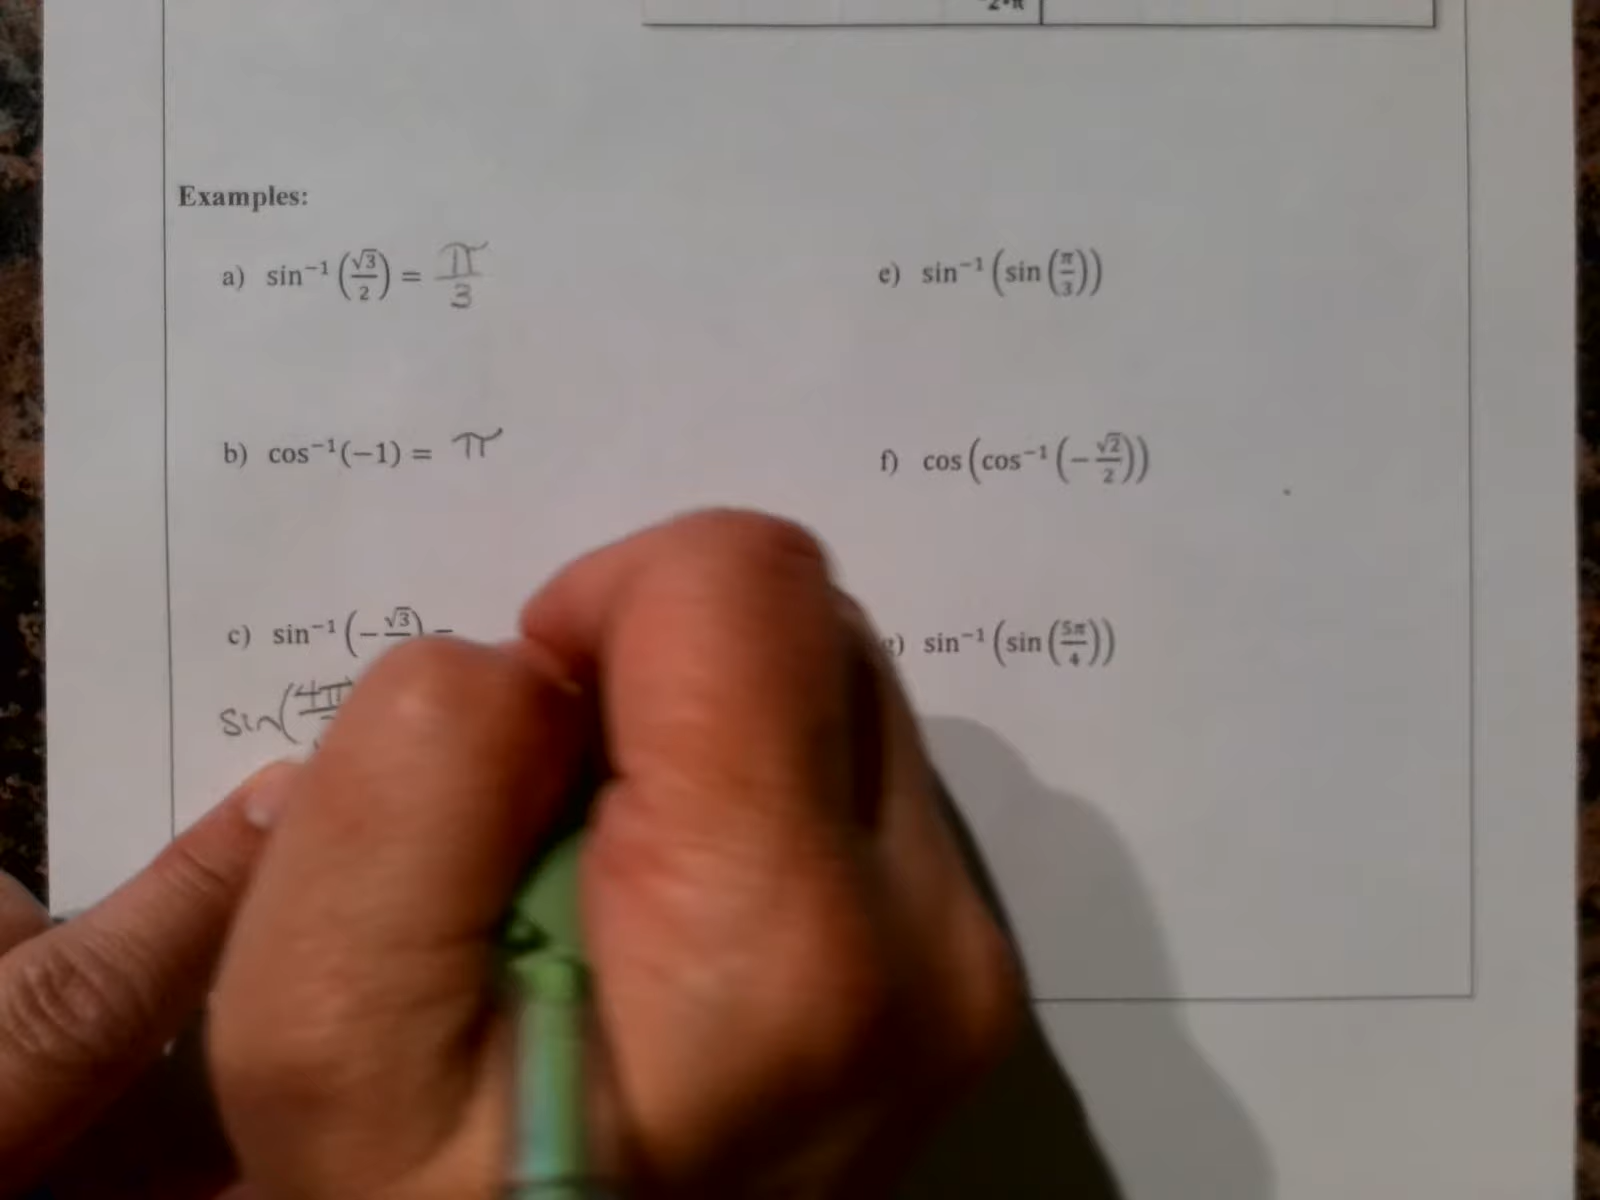 2·π
Examples:
a) sin⁻¹(√3/2) = π/3
b) cos⁻¹(−1) = π
c) sin⁻¹(−√3
sin(4π
e) sin⁻¹(sin(π/3))
f) cos(cos⁻¹(−√2/2))
g) sin⁻¹(sin(5π/4))